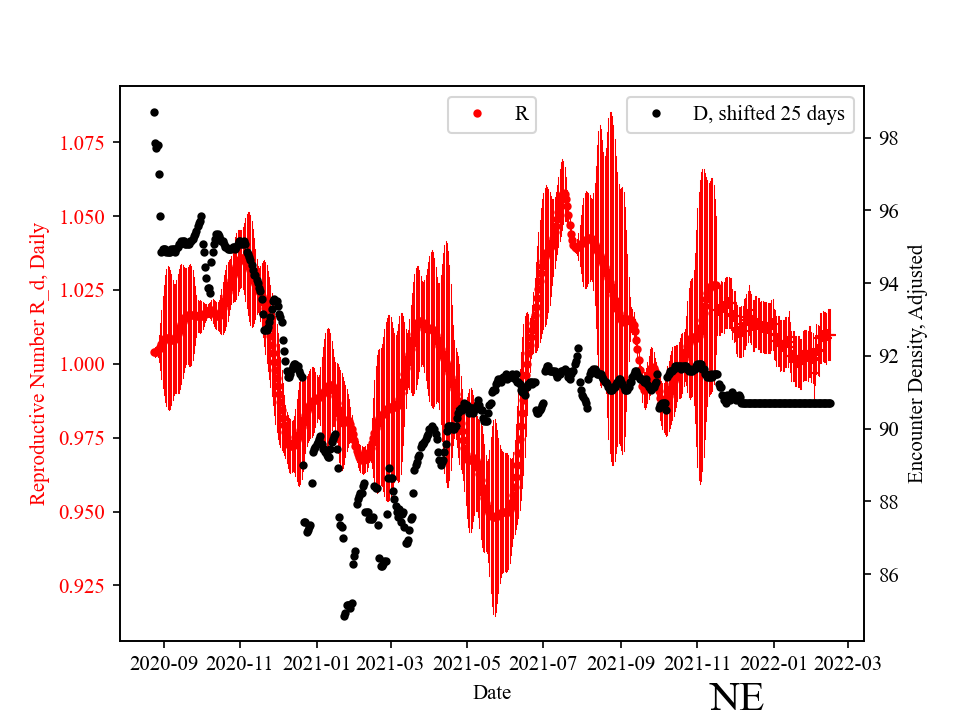 R
D, shifted 25 days
Reproductive Number R_d, Daily
1.075
1.050
1.025
1.000
0.975
0.950
0.925
98
96
94
92
90
88
86
Encounter Density, Adjusted
2020-09 2020-11 2021-01 2021-03 2021-05 2021-07 2021-09 2021-11 2022-01 2022-03
Date
NE